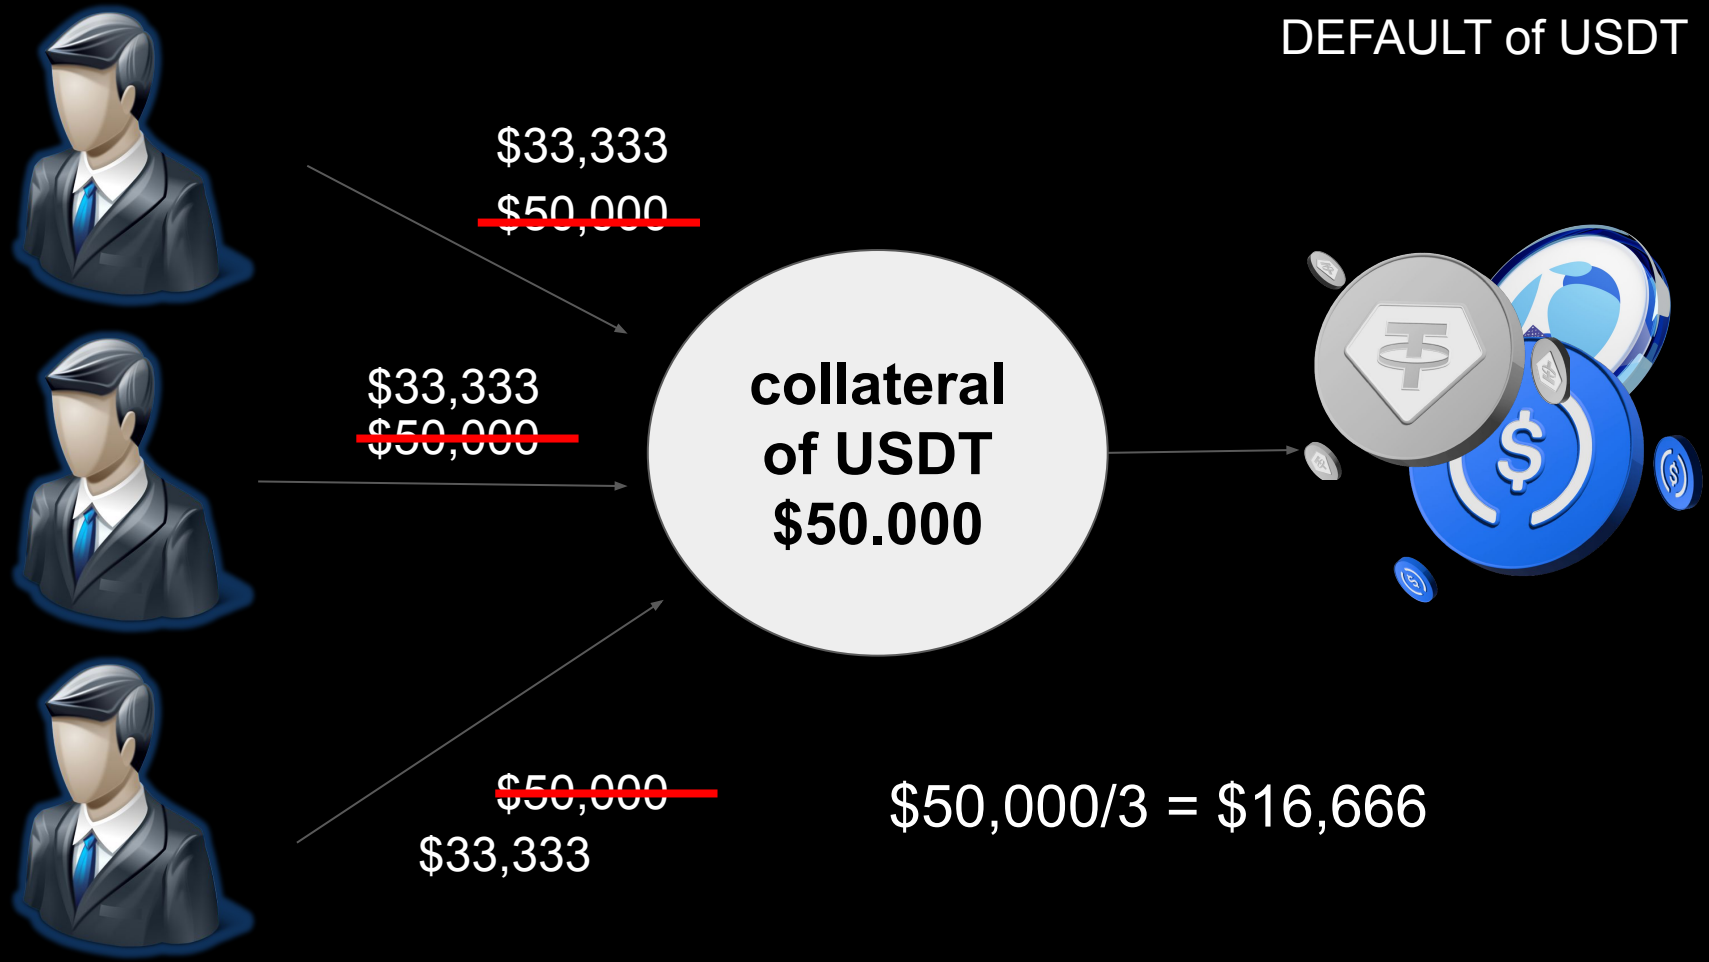 DEFAULT of USDT
$33,333
$50,000
$33,333
$50,000
collateral
of USDT
$50.000
$50,000
$33,333
$50,000/3 = $16,666